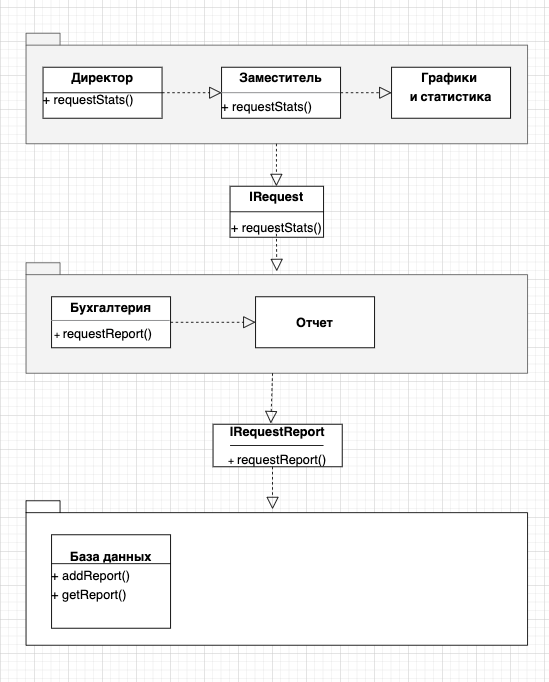 Директор
+ requestStats()
Заместитель
+ requestStats()
Графики
и статистика
IRequest
+ requestStats()
Бухгалтерия
+ requestReport()
Отчет
IRequestReport
+ requestReport()
База данных
+ addReport()
+ getReport()